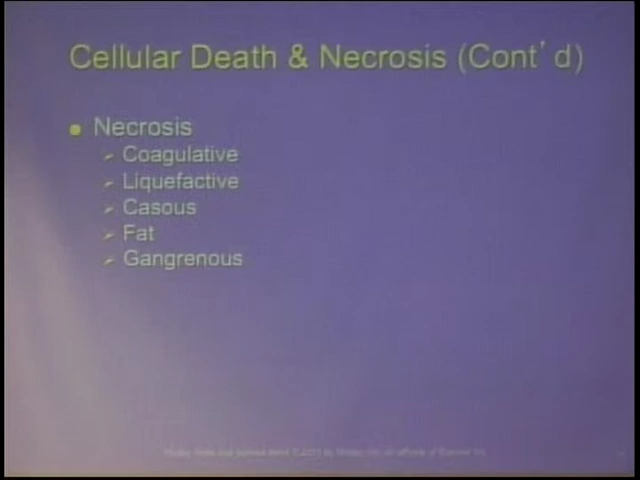 Cellular Death & Necrosis (Cont’d)
Necrosis
Coagulative
Liquefactive
Casous
Fat
Gangrenous